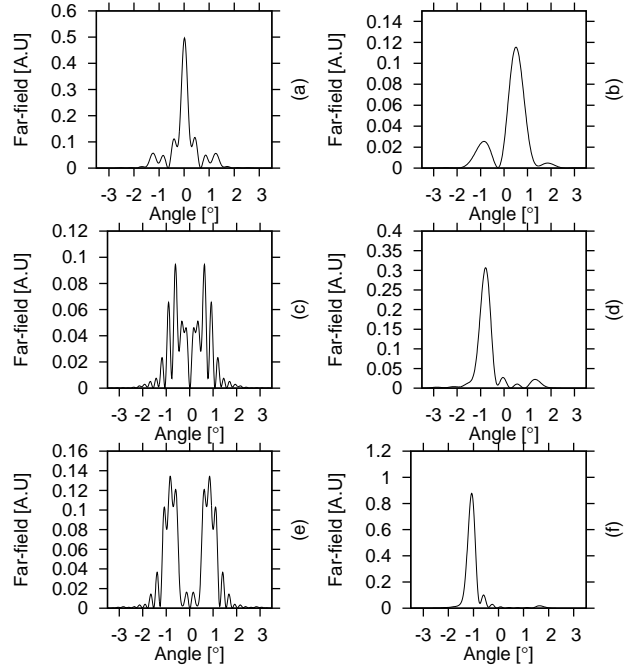 Far-field [A.U]
0.6
0.5
0.4
0.3
0.2
0.1
0
-3 -2 -1 0 1 2 3
Angle [°]
(a)
Far-field [A.U]
0.14
0.12
0.1
0.08
0.06
0.04
0.02
0
-3 -2 -1 0 1 2 3
Angle [°]
(b)
Far-field [A.U]
0.12
0.1
0.08
0.06
0.04
0.02
0
-3 -2 -1 0 1 2 3
Angle [°]
(c)
Far-field [A.U]
0.4
0.35
0.3
0.25
0.2
0.15
0.1
0.05
0
-3 -2 -1 0 1 2 3
Angle [°]
(d)
Far-field [A.U]
0.16
0.14
0.12
0.1
0.08
0.06
0.04
0.02
0
-3 -2 -1 0 1 2 3
Angle [°]
(e)
Far-field [A.U]
1.2
1
0.8
0.6
0.4
0.2
0
-3 -2 -1 0 1 2 3
Angle [°]
(f)